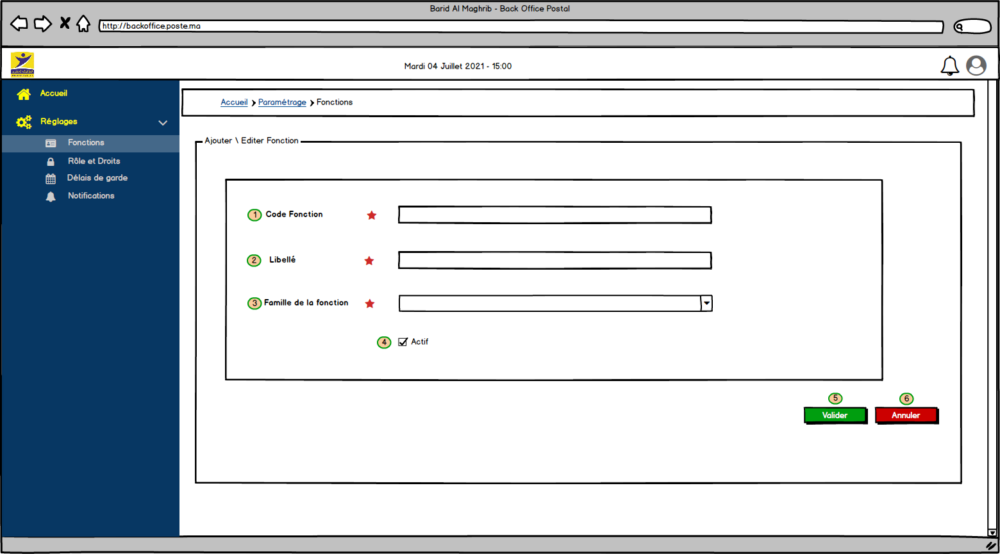 Barid Al Maghrib - Back Office Postal
http://backoffice.poste.ma
Mardi 04 Juillet 2021 - 15:00
Accueil
Réglages
Fonctions
Rôle et Droits
Délais de garde
Notifications
Accueil > Paramétrage > Fonctions
Ajouter \ Editer Fonction
1 Code Fonction
2 Libellé
3 Famille de la fonction
4 Actif
5 6
Valider Annuler